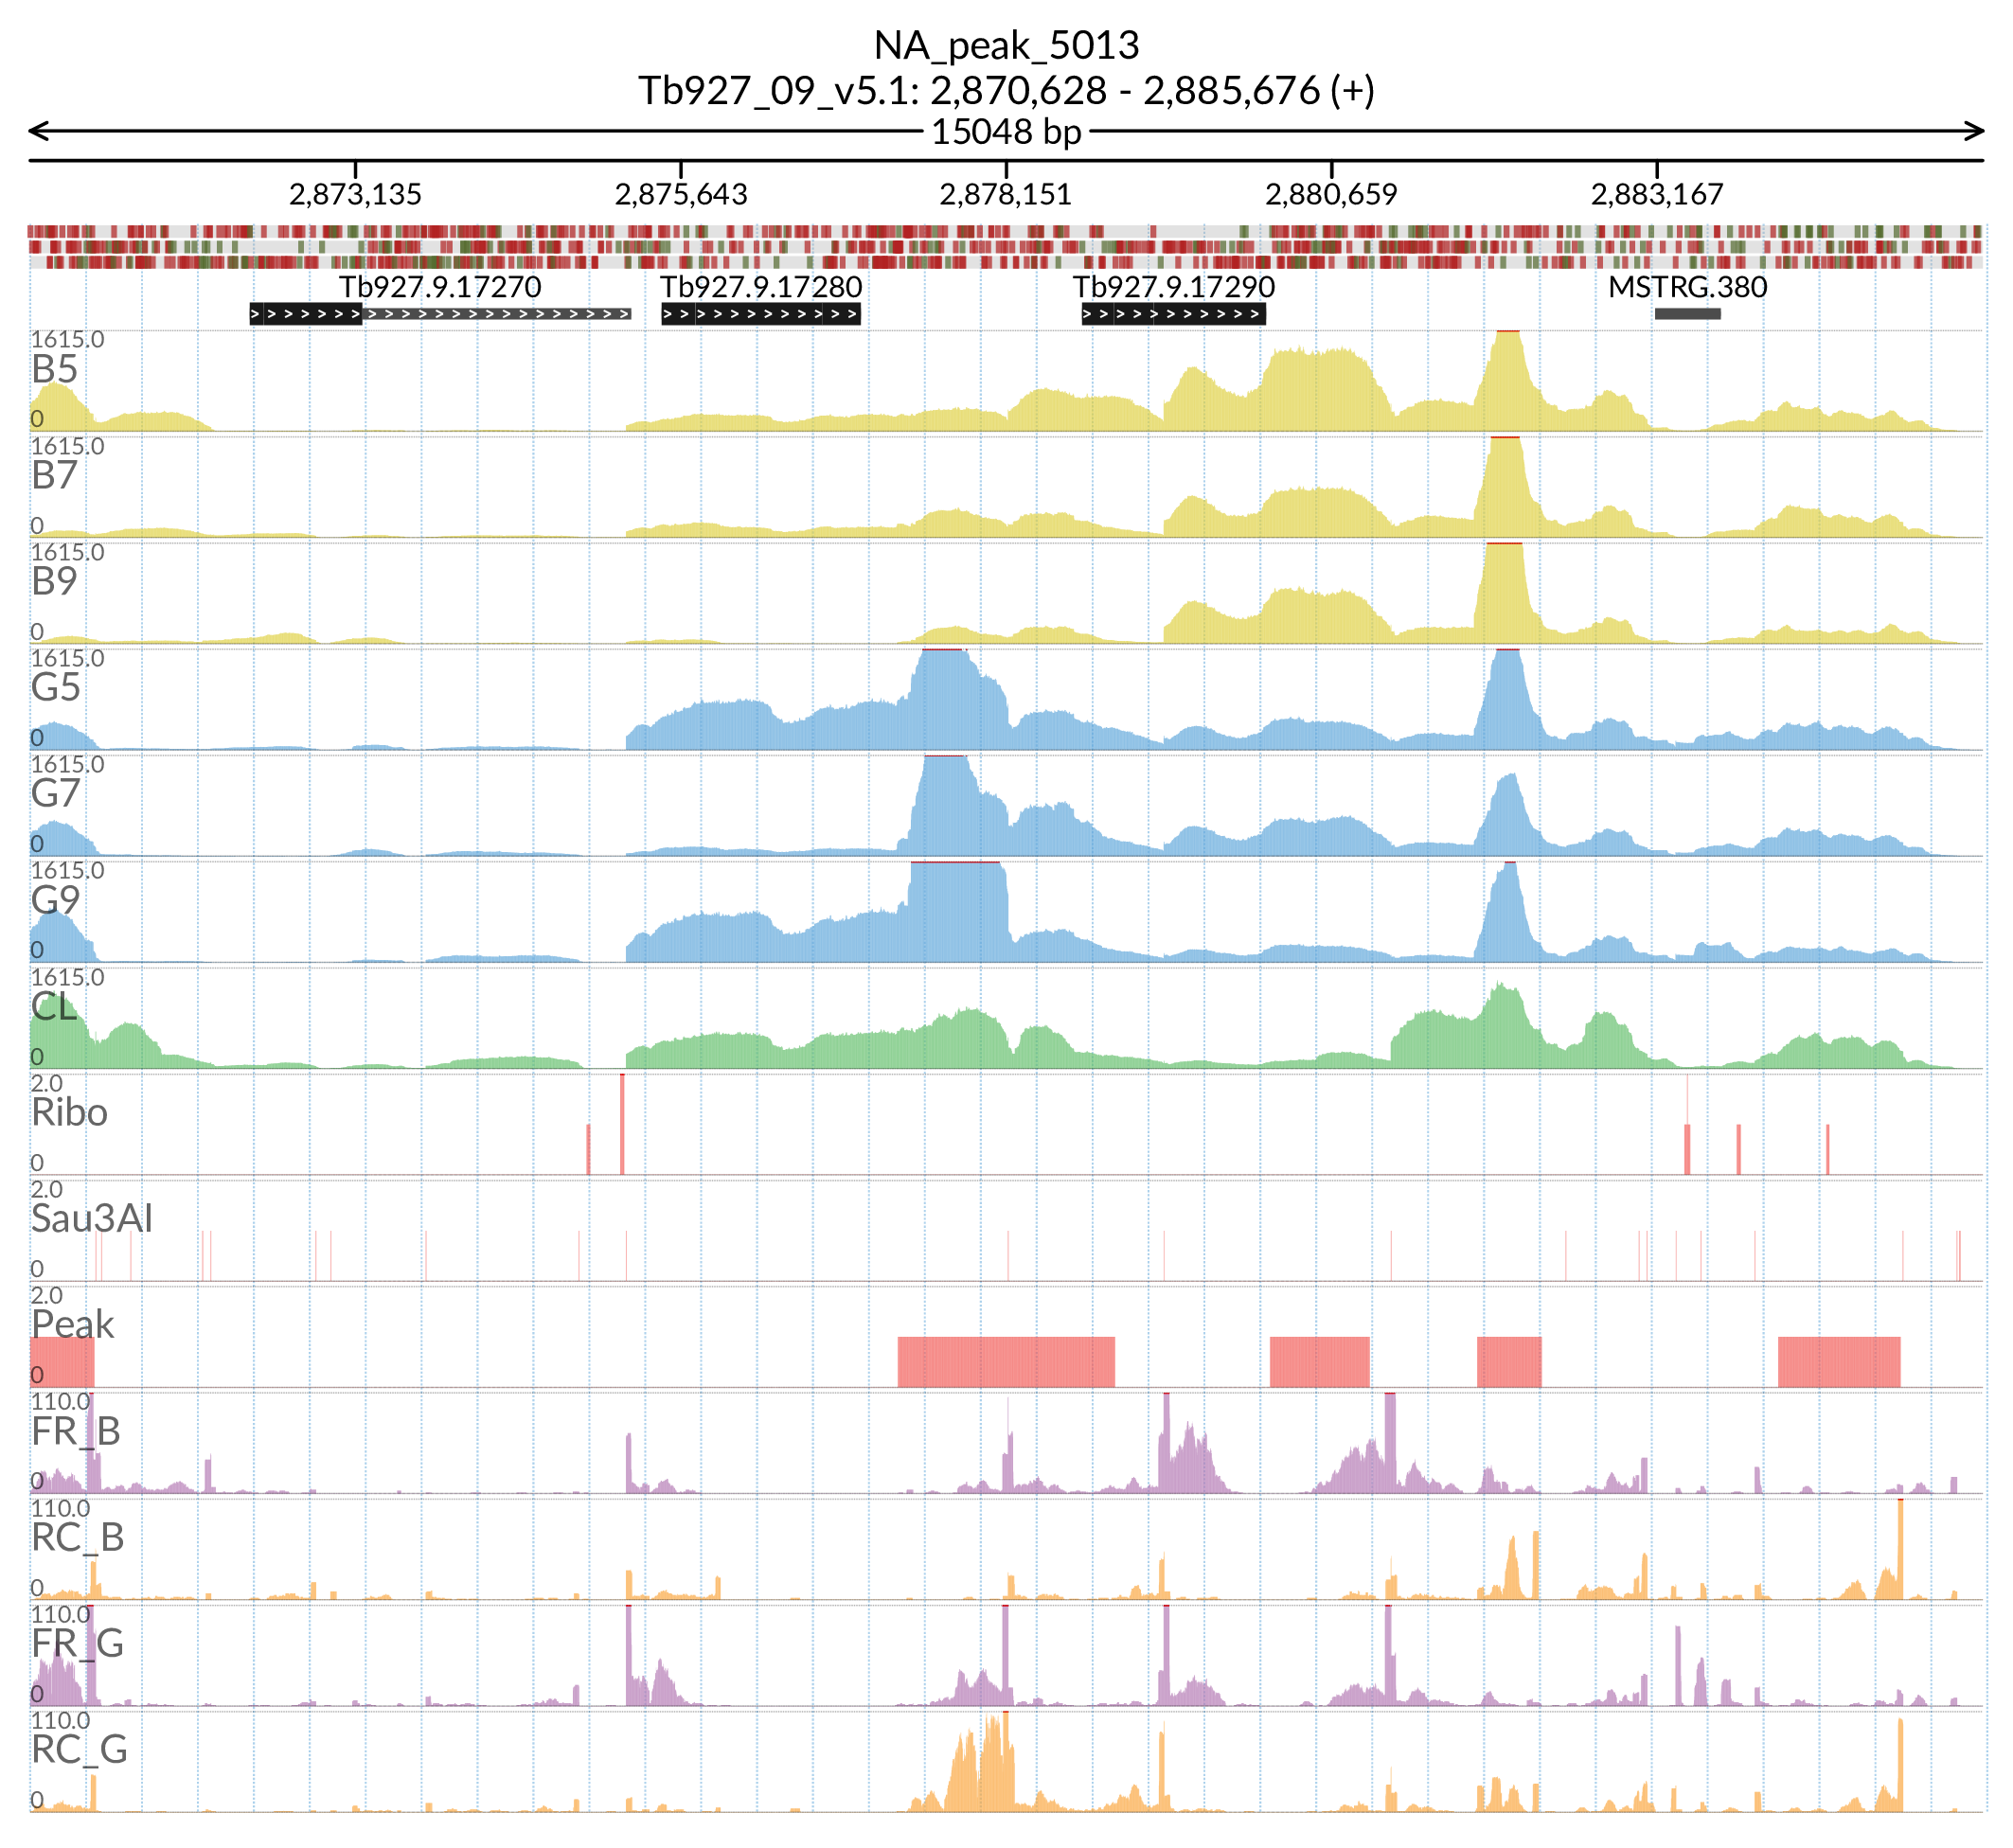 NA_peak_5013
Tb927_09_v5.1: 2,870,628 - 2,885,676 (+)
15048 bp
2,873,135 2,875,643 2,878,151 2,880,659 2,883,167
Tb927.9.17270 Tb927.9.17280 Tb927.9.17290 MSTRG.380
1615.0
B5
0
1615.0
B7
0
1615.0
B9
0
1615.0
G5
0
1615.0
G7
0
1615.0
G9
0
1615.0
CL
0
2.0
Ribo
0
2.0
Sau3AI
0
2.0
Peak
0
110.0
FR_B
0
110.0
RC_B
0
110.0
FR_G
0
110.0
RC_G
0